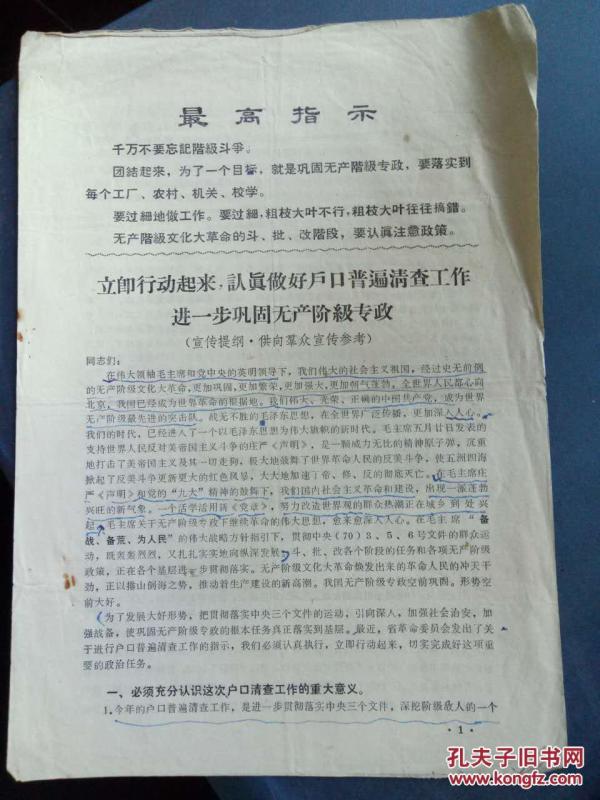 最高指示
千万不要忘記階級斗爭。
团結起来，为了一个目标，就是巩固无产階級专政，要落实到
每个工厂、农村、机关、校学。
要过細地做工作。要过細，粗枝大叶不行，粗枝大叶往往搞錯。
无产階級文化大革命的斗、批、改階段，要认眞注意政策。
立卽行动起来，認眞做好戶口普遍清查工作
进一步巩固无产阶級专政
（宣传提纲·供向羣众宣传参考）
同志们：
在伟大领袖毛主席和党中央的英明领导下，我们伟大的社会主义祖国，经过史无前例
的无产阶级文化大革命，更加巩固，更加繁荣，更加强大，更加朝气蓬勃，全世界人民都心向
北京，我国已经成为世界革命的根据地，我们伟大、光荣、正确的中国共产党，成为世界
无产阶级最先进的突击队。战无不胜的毛泽东思想，在全世界广泛传播，更加深入人心。
我们的时代，已经进入了一个以毛泽东思想为伟大旗帜的新时代。毛主席五月廿日发表的
支持世界人民反对美帝国主义斗争的庄严《声明》，是一颗威力无比的精神原子弹，沉重
地打击了美帝国主义及其一切走狗，极大地鼓舞了世界革命人民的斗志，使五洲四海
掀起了反美斗争更新更大的红色风暴，大大地加速了帝、修、反的彻底灭亡。在毛主席庄
严《声明》和党的“九大”精神的鼓舞下，我们国内社会主义革命和建设，出现一派蓬勃
兴旺的新气象。一个活学活用新《党章》，努力改造世界观的群众热潮正在城乡到处兴
起。毛主席关于无产阶级专政下继续革命的伟大思想，愈来愈深入人心。在毛主席“备
战、备荒、为人民”的伟大战略方针指引下，贯彻中央（70）3、5、6号文件的群众运
动，既轰轰烈烈，又扎扎实实地向纵深发展，斗、批、改各个阶段的任务和各项无产阶级
政策，正在各个基层进一步贯彻落实。无产阶级文化大革命焕发出来的革命人民的冲天干
劲，正以排山倒海之势，推动着生产建设的新高潮。我国无产阶级专政空前巩固。形势空
前大好。
为了发展大好形势，把贯彻落实中央三个文件的运动，引向深入，加强社会治安，加
强战备，使巩固无产阶级专政的根本任务真正落实到基层。最近，省革命委员会发出了关
于进行户口普遍清查工作的指示，我们必须认真执行，立即行动起来，切实完成好这项重
要的政治任务。
一、必须充分认识这次户口清查工作的重大意义。
1.今年的户口普遍清查工作，是进一步贯彻落实中央三个文件，深挖阶级敌人的一个
·1·
孔夫子旧书网
www.kongfz.com